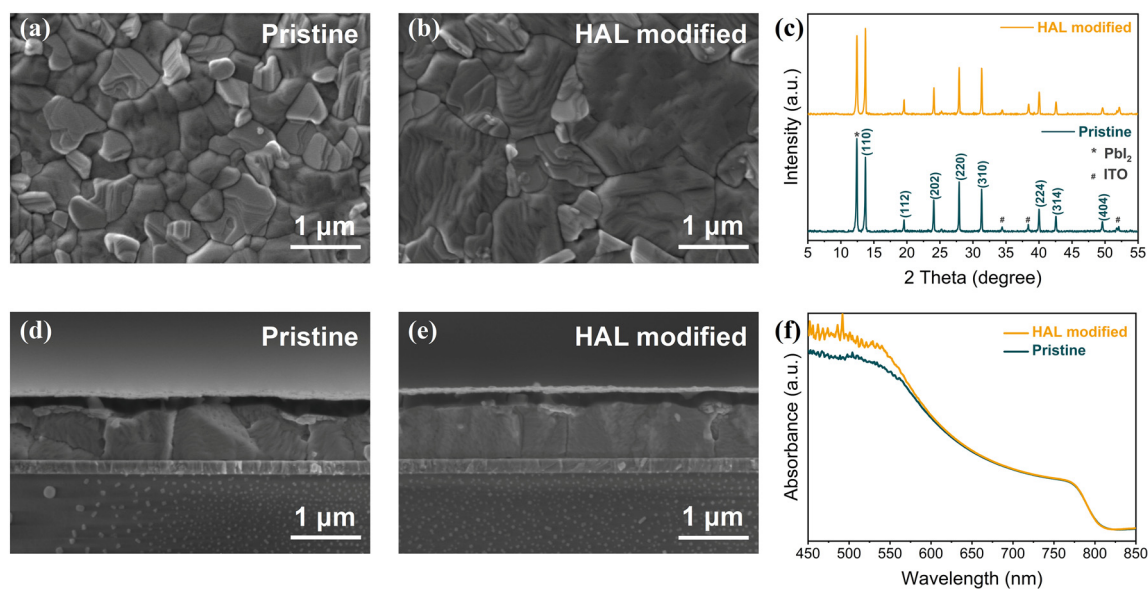 (a)
Pristine
1 μm
(b)
HAL modified
1 μm
(c)
HAL modified
Pristine
* PbI₂
# ITO
*
(110)
(112)
(202)
(220)
(310)
#
#
(224)
(314)
(404)
#
Intensity (a.u.)
5 10 15 20 25 30 35 40 45 50 55
2 Theta (degree)
(d)
Pristine
1 μm
(e)
HAL modified
1 μm
(f)
HAL modified
Pristine
Absorbance (a.u.)
450 500 550 600 650 700 750 800 850
Wavelength (nm)